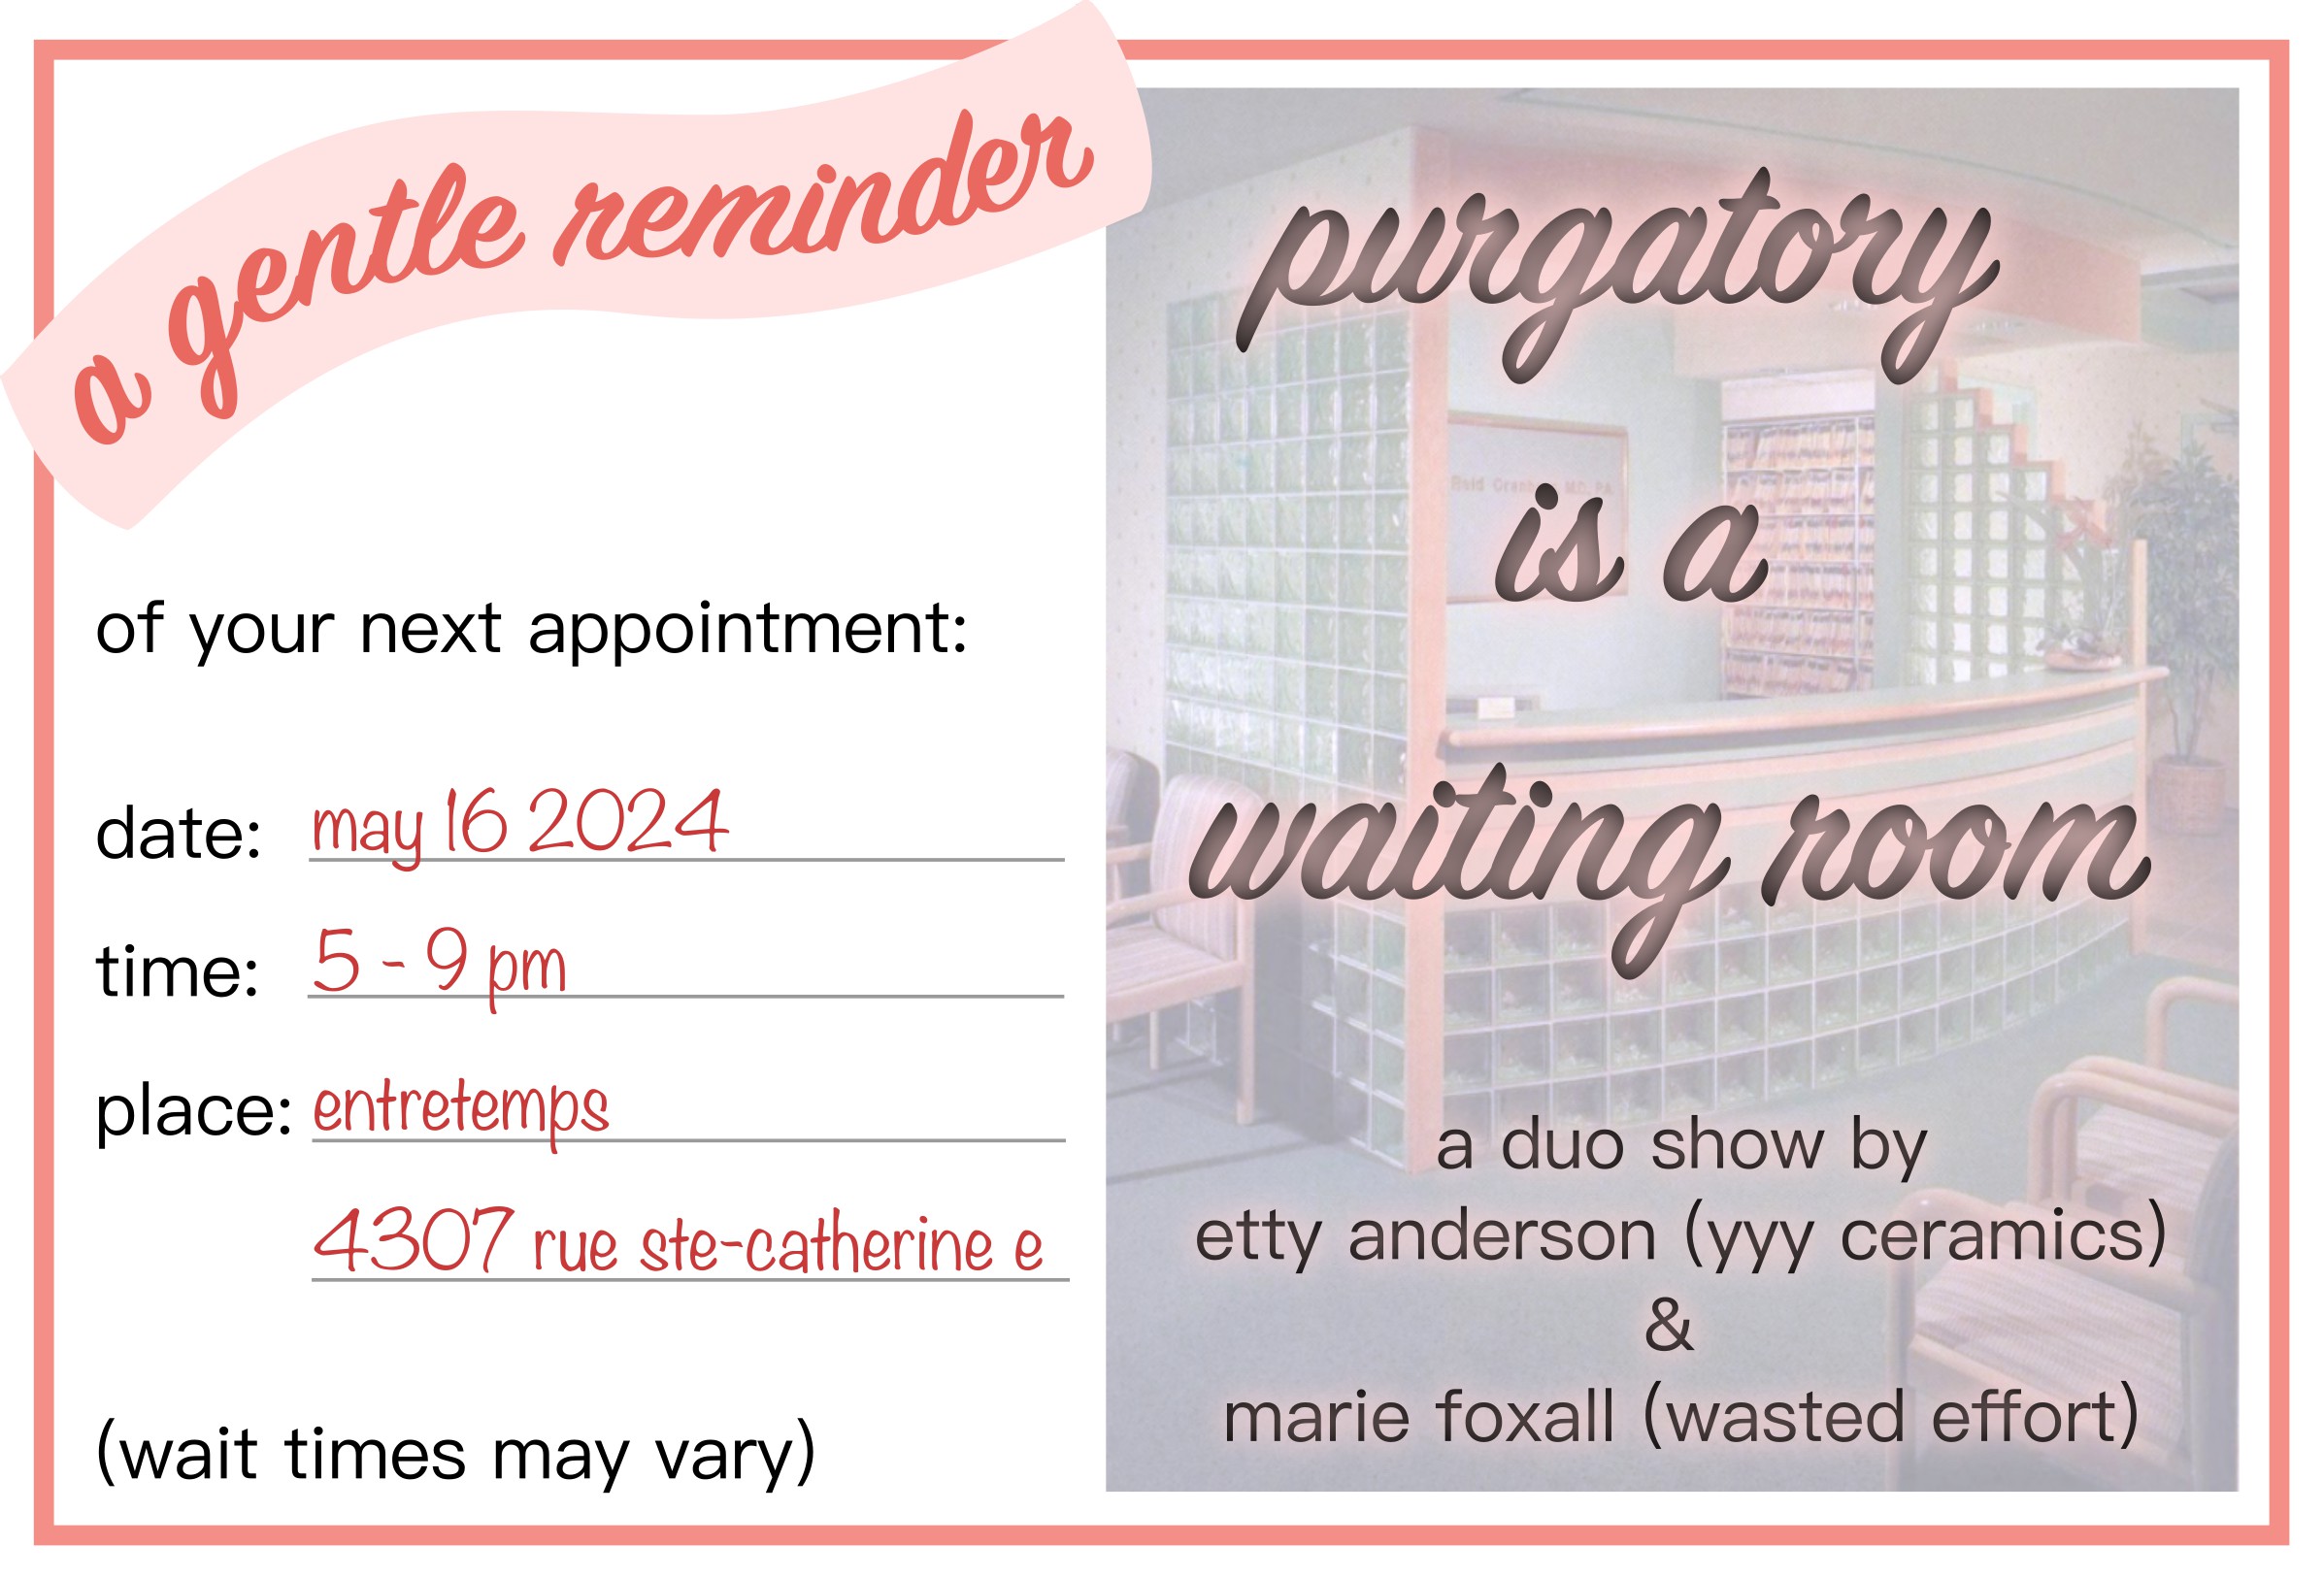 a gentle reminder
of your next appointment:
date: may 16 2024
time: 5 - 9 pm
place: entretemps
4307 rue ste-catherine e
(wait times may vary)
purgatory
is a
waiting room
a duo show by
etty anderson (yyy ceramics)
&
marie foxall (wasted effort)